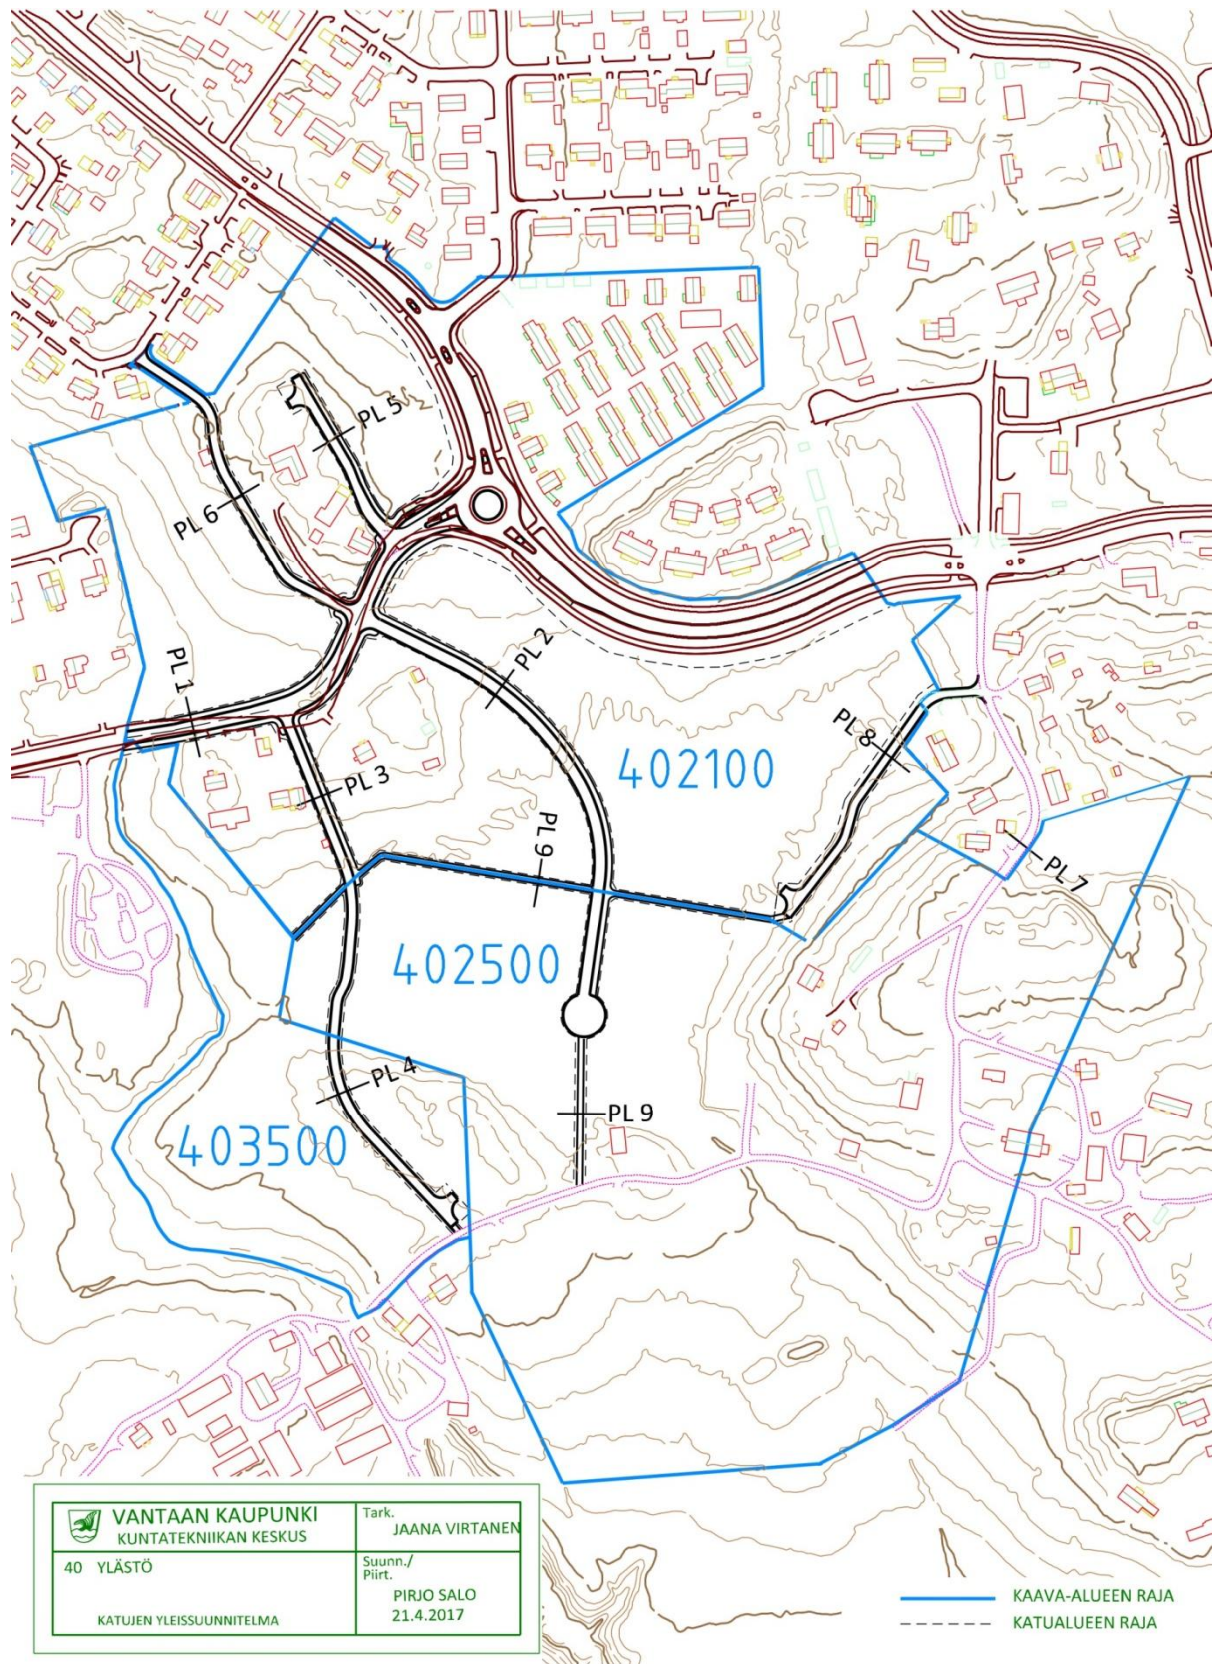 PL 5
PL 6
PL 2
PL 1
PL 8
402100
PL 3
PL 9
PL 7
402500
PL 4
PL 9
403500
VANTAAN KAUPUNKI
KUNTATEKNIIKAN KESKUS
Tark.
JAANA VIRTANEN
40 YLÄSTÖ
KATUJEN YLEISSUUNNITELMA
Suunn./
Piirt.
PIRJO SALO
21.4.2017
KAAVA-ALUEEN RAJA
KATUALUEEN RAJA